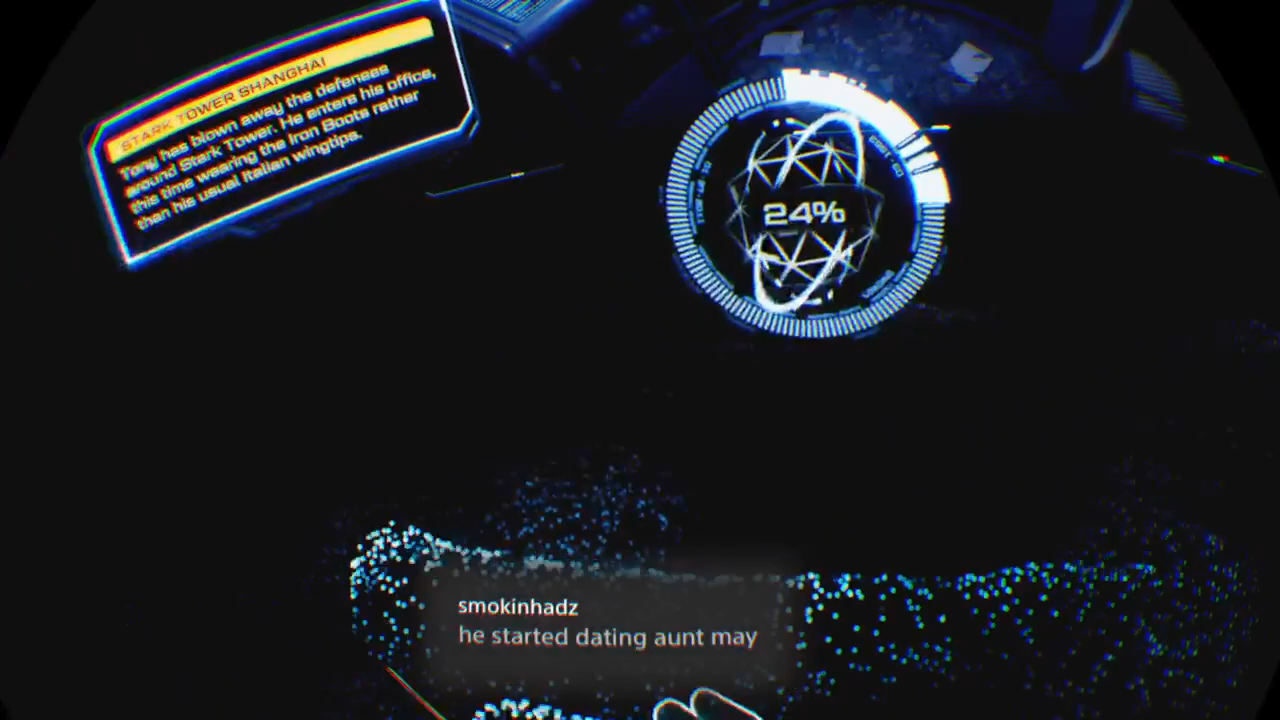 STARK TOWER SHANGHAI
Tony has blown away the defenses
around Stark Tower. He enters his office,
this time wearing the Iron Boots rather
than his usual Italian wingtips.
24%
smokinhadz
he started dating aunt may